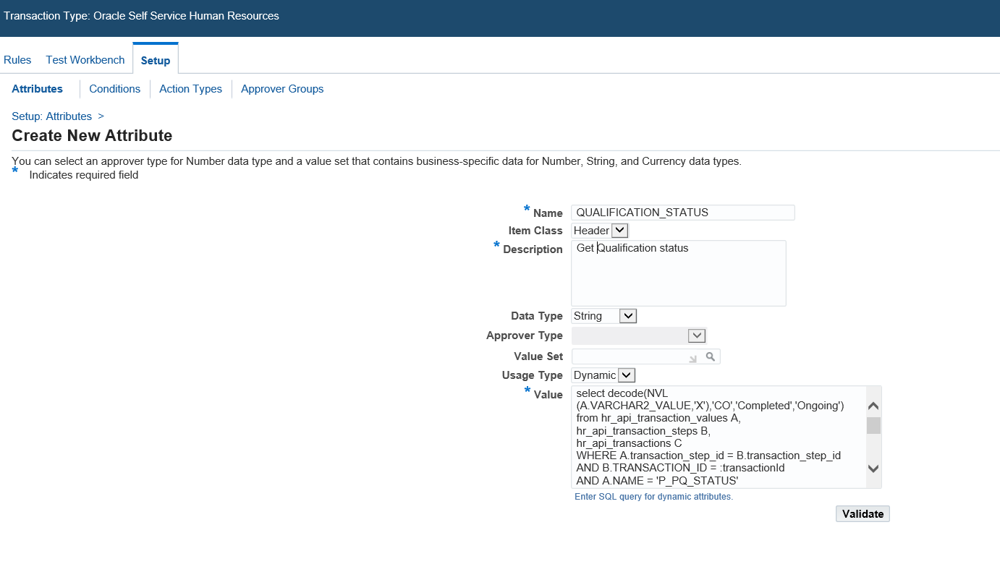 Transaction Type: Oracle Self Service Human Resources
Rules Test Workbench Setup
Attributes Conditions Action Types Approver Groups
Setup: Attributes >
Create New Attribute
You can select an approver type for Number data type and a value set that contains business-specific data for Number, String, and Currency data types.
* Indicates required field
* Name QUALIFICATION_STATUS
Item Class Header
* Description Get Qualification status
Data Type String
Approver Type
Value Set
Usage Type Dynamic
* Value select decode(NVL
(A.VARCHAR2_VALUE,'X'),'CO','Completed','Ongoing')
from hr_api_transaction_values A,
hr_api_transaction_steps B,
hr_api_transactions C
WHERE A.transaction_step_id = B.transaction_step_id
AND B.TRANSACTION_ID = :transactionId
AND A.NAME = 'P_PQ_STATUS'
Enter SQL query for dynamic attributes.
Validate